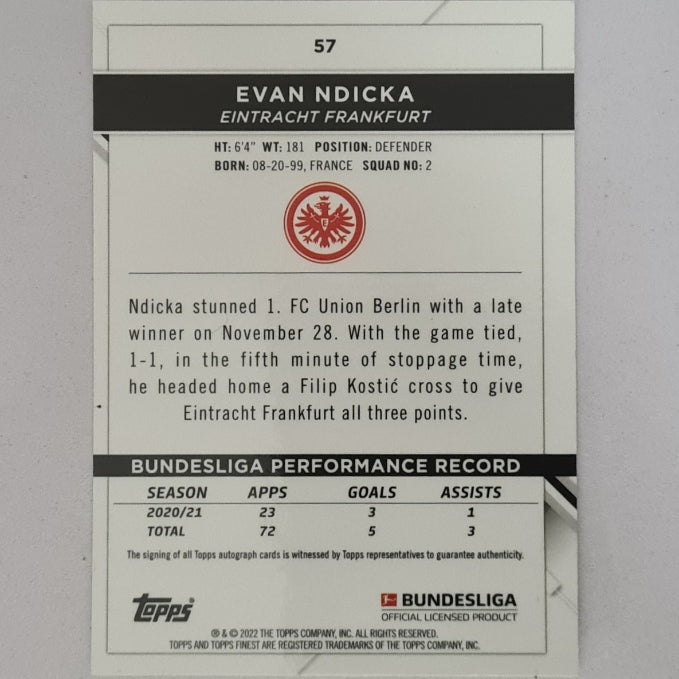 57
EVAN NDICKA
EINTRACHT FRANKFURT
HT: 6'4" WT: 181 POSITION: DEFENDER
BORN: 08-20-99, FRANCE SQUAD NO: 2
Ndicka stunned 1. FC Union Berlin with a late
winner on November 28. With the game tied,
1-1, in the fifth minute of stoppage time,
he headed home a Filip Kostić cross to give
Eintracht Frankfurt all three points.
BUNDESLIGA PERFORMANCE RECORD
SEASON APPS GOALS ASSISTS
2020/21 23 3 1
TOTAL 72 5 3
The signing of all Topps autograph cards is witnessed by Topps representatives to guarantee authenticity.
topps
BUNDESLIGA
OFFICIAL LICENSED PRODUCT
® & © 2022 THE TOPPS COMPANY, INC. ALL RIGHTS RESERVED.
TOPPS AND TOPPS FINEST ARE REGISTERED TRADEMARKS OF THE TOPPS COMPANY, INC.